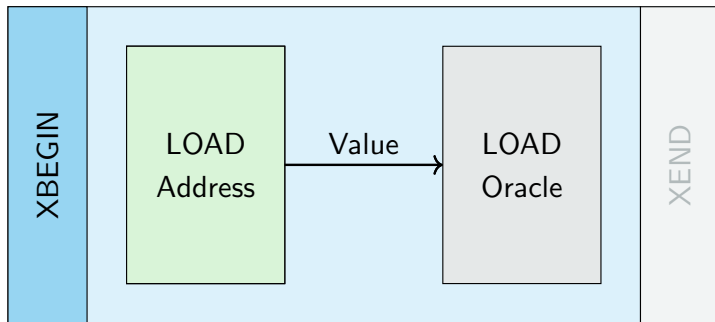 XBEGIN
LOAD
Address
Value
LOAD
Oracle
XEND